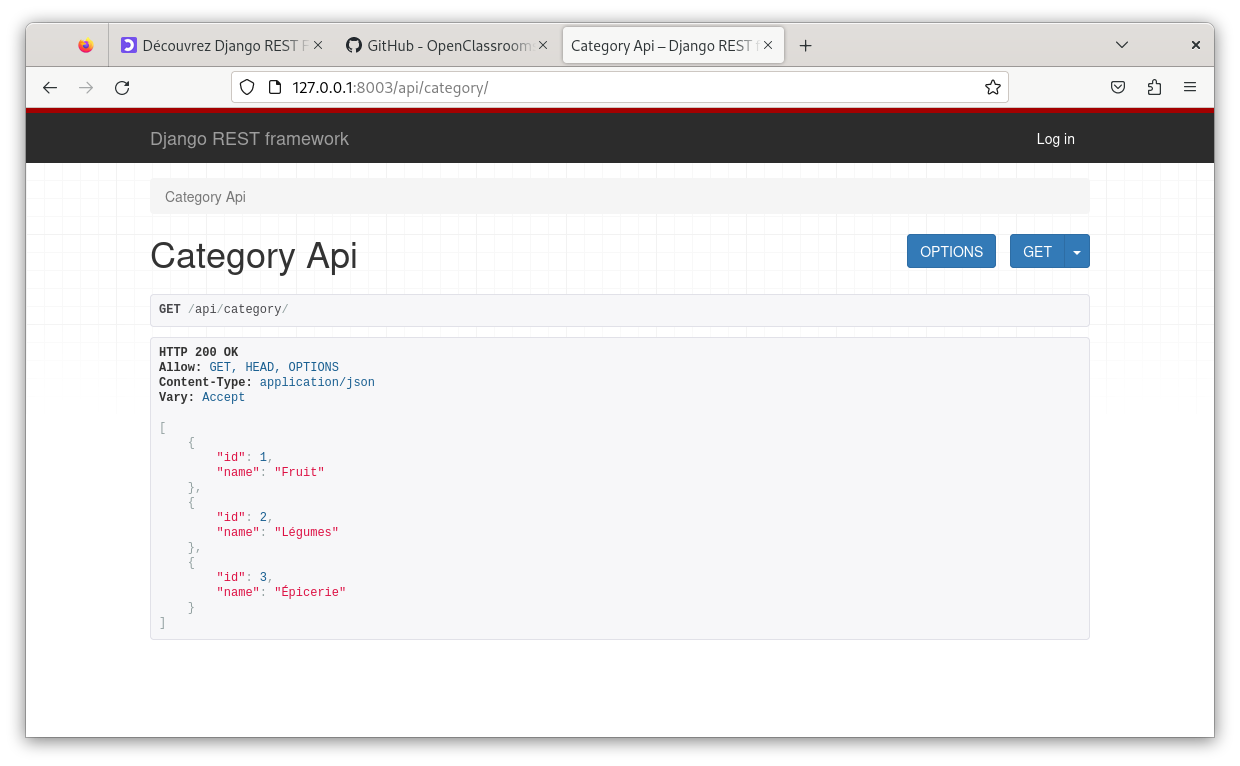 Découvrez Django REST F
GitHub - OpenClassroom
Category Api – Django REST f
127.0.0.1:8003/api/category/
Django REST framework
Log in
Category Api
Category Api
OPTIONS
GET
GET /api/category/
HTTP 200 OK
Allow: GET, HEAD, OPTIONS
Content-Type: application/json
Vary: Accept
[
    {
        "id": 1,
        "name": "Fruit"
    },
    {
        "id": 2,
        "name": "Légumes"
    },
    {
        "id": 3,
        "name": "Épicerie"
    }
]